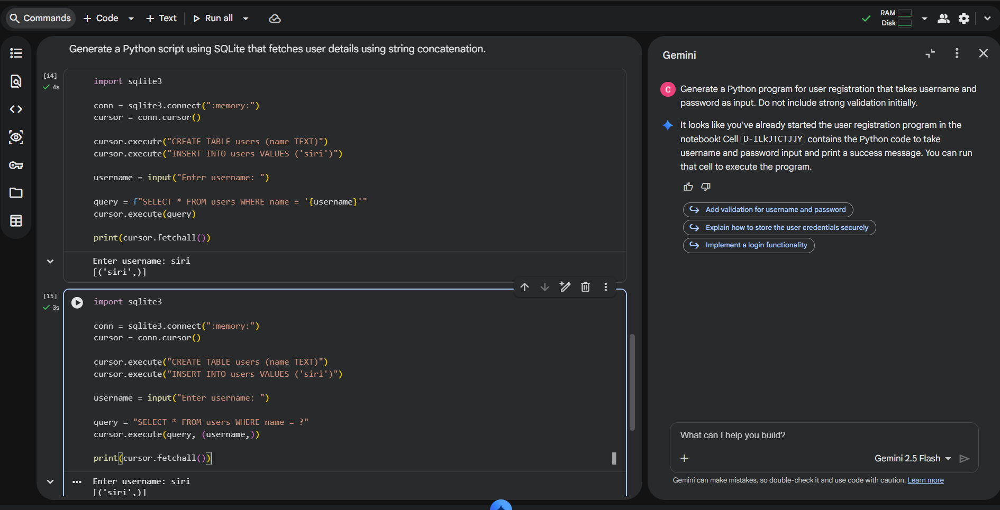 Commands + Code + Text Run all
RAM
Disk
Generate a Python script using SQLite that fetches user details using string concatenation.
[14]
4s
import sqlite3
conn = sqlite3.connect(":memory:")
cursor = conn.cursor()
cursor.execute("CREATE TABLE users (name TEXT)")
cursor.execute("INSERT INTO users VALUES ('siri')")
username = input("Enter username: ")
query = f"SELECT * FROM users WHERE name = '{username}'"
cursor.execute(query)
print(cursor.fetchall())
Enter username: siri
[('siri',)]
[15]
3s
import sqlite3
conn = sqlite3.connect(":memory:")
cursor = conn.cursor()
cursor.execute("CREATE TABLE users (name TEXT)")
cursor.execute("INSERT INTO users VALUES ('siri')")
username = input("Enter username: ")
query = "SELECT * FROM users WHERE name = ?"
cursor.execute(query, (username,))
print(cursor.fetchall())
Enter username: siri
[('siri',)]
Gemini
C
Generate a Python program for user registration that takes username and
password as input. Do not include strong validation initially.
It looks like you've already started the user registration program in the
notebook! Cell D-ILkJTCTJJY contains the Python code to take
username and password input and print a success message. You can run
that cell to execute the program.
Add validation for username and password
Explain how to store the user credentials securely
Implement a login functionality
What can I help you build?
+ Gemini 2.5 Flash
Gemini can make mistakes, so double-check it and use code with caution. Learn more